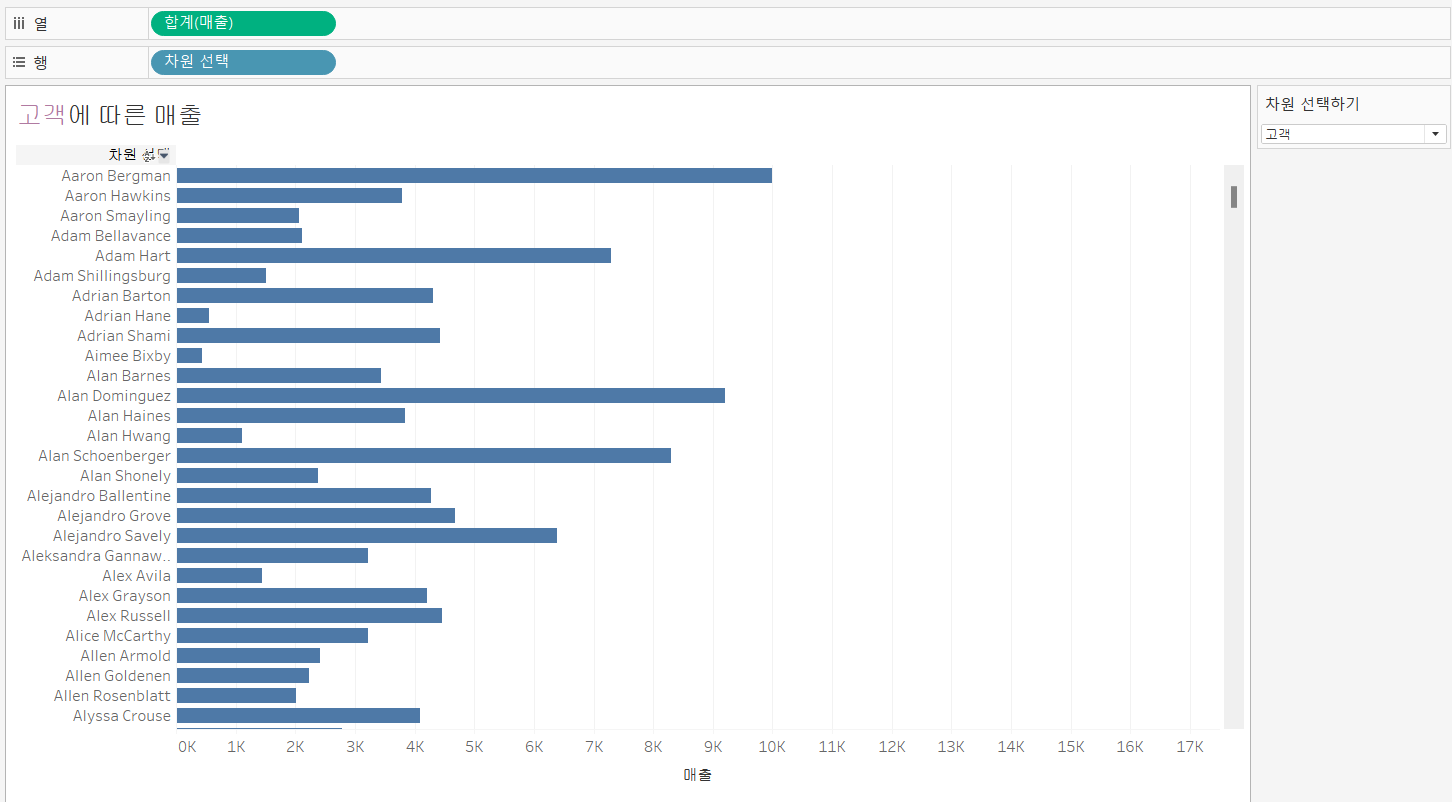 열
합계(매출)
행
차원 선택
고객에 따른 매출
차원 선택하기
고객
차원 선택
Aaron Bergman
Aaron Hawkins
Aaron Smayling
Adam Bellavance
Adam Hart
Adam Shillingsburg
Adrian Barton
Adrian Hane
Adrian Shami
Aimee Bixby
Alan Barnes
Alan Dominguez
Alan Haines
Alan Hwang
Alan Schoenberger
Alan Shonely
Alejandro Ballentine
Alejandro Grove
Alejandro Savely
Aleksandra Gannaw..
Alex Avila
Alex Grayson
Alex Russell
Alice McCarthy
Allen Armold
Allen Goldenen
Allen Rosenblatt
Alyssa Crouse
0K 1K 2K 3K 4K 5K 6K 7K 8K 9K 10K 11K 12K 13K 14K 15K 16K 17K
매출